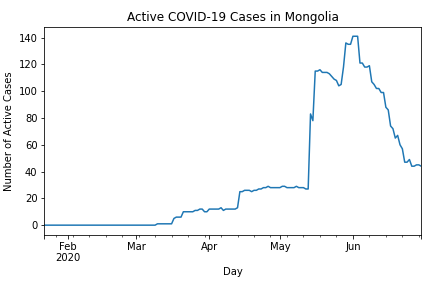 Active COVID-19 Cases in Mongolia
Number of Active Cases
140
120
100
80
60
40
20
0
Feb
2020
Mar
Apr
May
Jun
Day